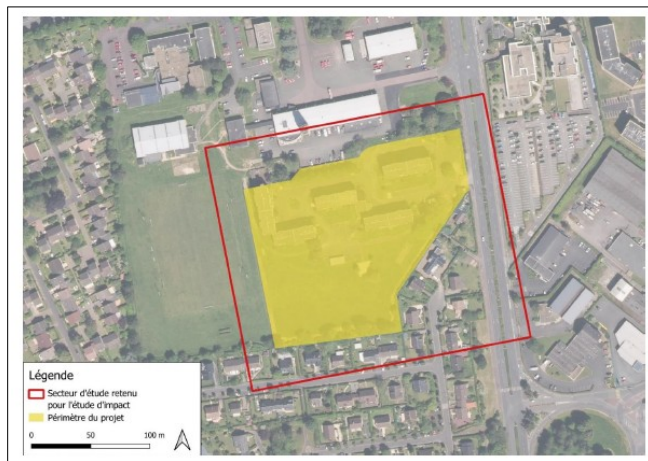 Légende
Secteur d'étude retenu
pour l'étude d'impact
Périmètre du projet
0 50 100 m